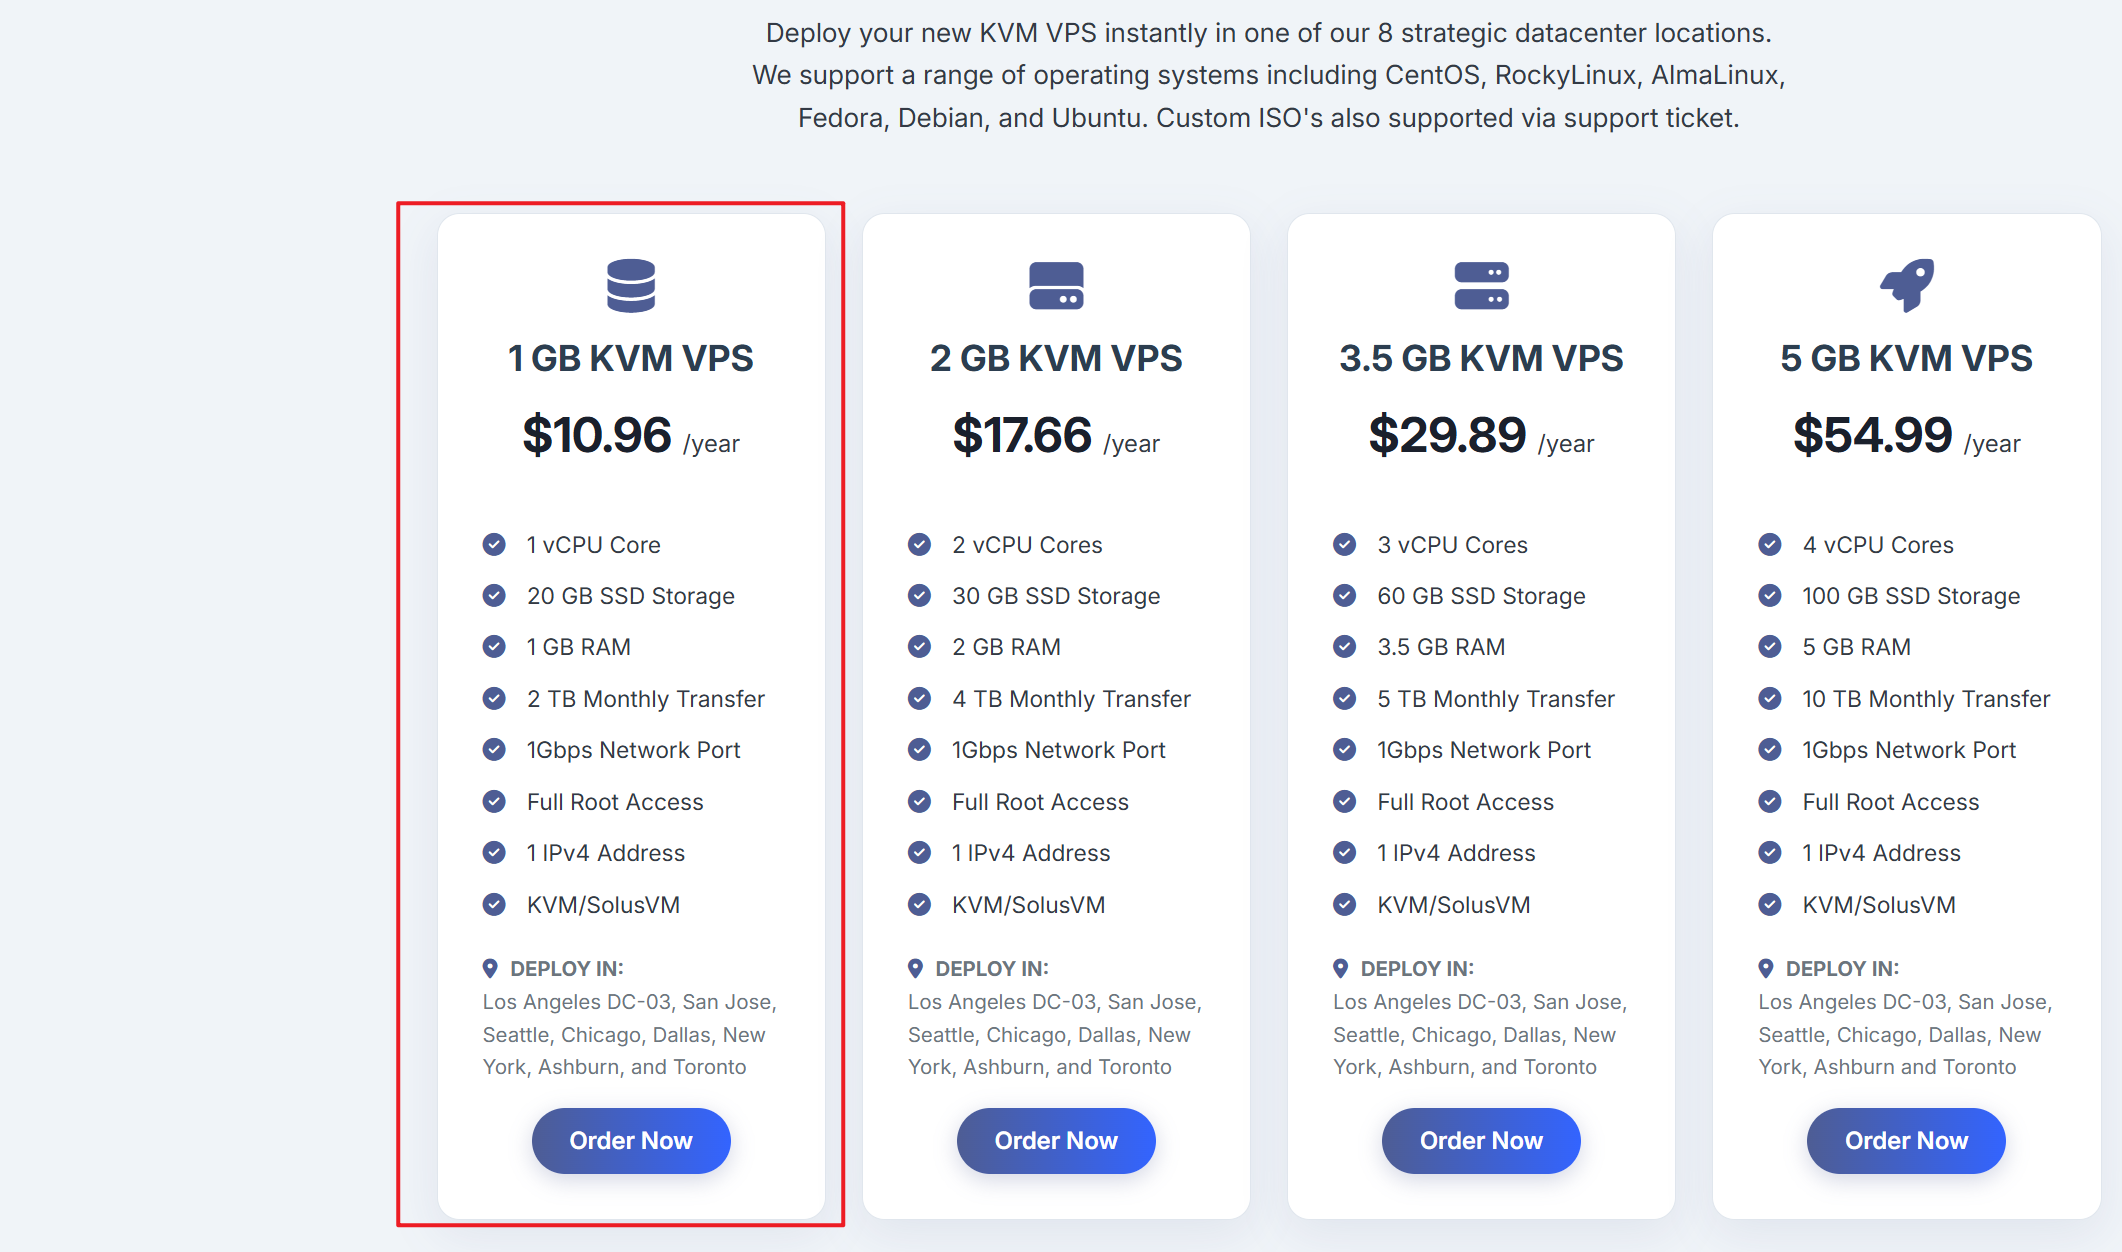 Deploy your new KVM VPS instantly in one of our 8 strategic datacenter locations.
We support a range of operating systems including CentOS, RockyLinux, AlmaLinux,
Fedora, Debian, and Ubuntu. Custom ISO's also supported via support ticket.
1 GB KVM VPS
$10.96 /year
1 vCPU Core
20 GB SSD Storage
1 GB RAM
2 TB Monthly Transfer
1Gbps Network Port
Full Root Access
1 IPv4 Address
KVM/SolusVM
DEPLOY IN:
Los Angeles DC-03, San Jose,
Seattle, Chicago, Dallas, New
York, Ashburn, and Toronto
Order Now
2 GB KVM VPS
$17.66 /year
2 vCPU Cores
30 GB SSD Storage
2 GB RAM
4 TB Monthly Transfer
1Gbps Network Port
Full Root Access
1 IPv4 Address
KVM/SolusVM
DEPLOY IN:
Los Angeles DC-03, San Jose,
Seattle, Chicago, Dallas, New
York, Ashburn, and Toronto
Order Now
3.5 GB KVM VPS
$29.89 /year
3 vCPU Cores
60 GB SSD Storage
3.5 GB RAM
5 TB Monthly Transfer
1Gbps Network Port
Full Root Access
1 IPv4 Address
KVM/SolusVM
DEPLOY IN:
Los Angeles DC-03, San Jose,
Seattle, Chicago, Dallas, New
York, Ashburn, and Toronto
Order Now
5 GB KVM VPS
$54.99 /year
4 vCPU Cores
100 GB SSD Storage
5 GB RAM
10 TB Monthly Transfer
1Gbps Network Port
Full Root Access
1 IPv4 Address
KVM/SolusVM
DEPLOY IN:
Los Angeles DC-03, San Jose,
Seattle, Chicago, Dallas, New
York, Ashburn and Toronto
Order Now